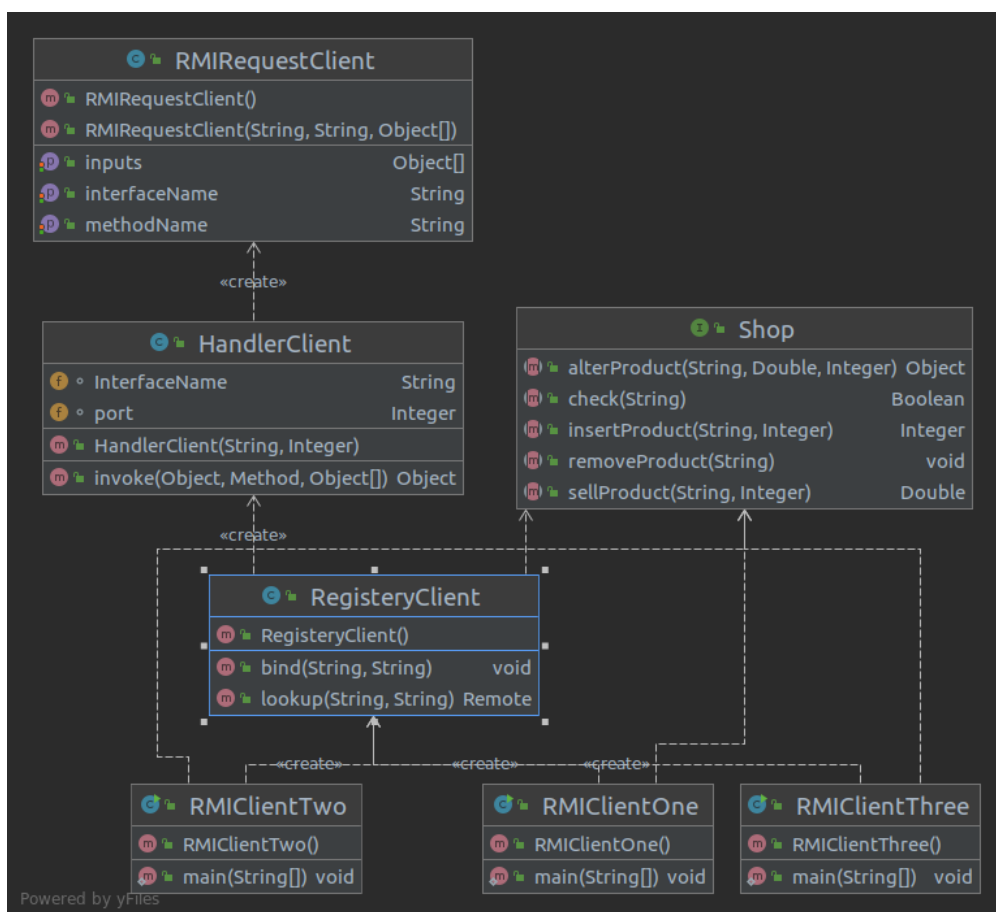 RMIRequestClient
RMIRequestClient()
RMIRequestClient(String, String, Object[])
inputs Object[]
interfaceName String
methodName String
«create»
HandlerClient
InterfaceName String
port Integer
HandlerClient(String, Integer)
invoke(Object, Method, Object[]) Object
Shop
alterProduct(String, Double, Integer) Object
check(String) Boolean
insertProduct(String, Integer) Integer
removeProduct(String) void
sellProduct(String, Integer) Double
«create»
RegisteryClient
RegisteryClient()
bind(String, String) void
lookup(String, String) Remote
«create» «create» «create»
RMIClientTwo
RMIClientTwo()
main(String[]) void
RMIClientOne
RMIClientOne()
main(String[]) void
RMIClientThree
RMIClientThree()
main(String[]) void
Powered by yFiles